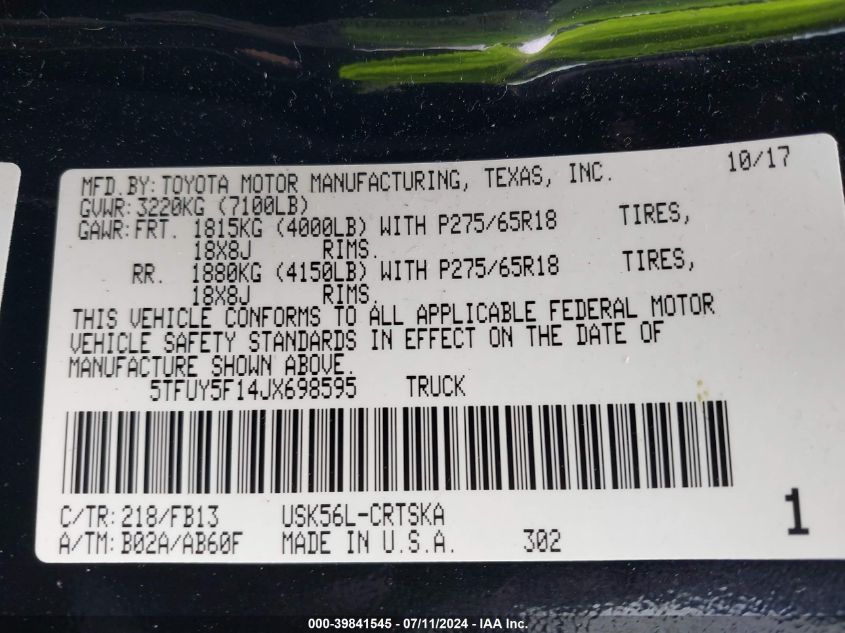 10/17
MFD.BY: TOYOTA MOTOR MANUFACTURING, TEXAS, INC.
GVWR: 3220KG (7100LB)
GAWR: FRT. 1815KG (4000LB) WITH P275/65R18 TIRES,
18X8J RIMS.
RR. 1880KG (4150LB) WITH P275/65R18 TIRES,
18X8J RIMS.
THIS VEHICLE CONFORMS TO ALL APPLICABLE FEDERAL MOTOR
VEHICLE SAFETY STANDARDS IN EFFECT ON THE DATE OF
MANUFACTURE SHOWN ABOVE.
5TFUY5F14JX698595 TRUCK
C/TR: 218/FB13 USK56L-CRTSKA
A/TM: B02A/AB60F MADE IN U.S.A. 302
1
000-39841545 - 07/11/2024 - IAA Inc.